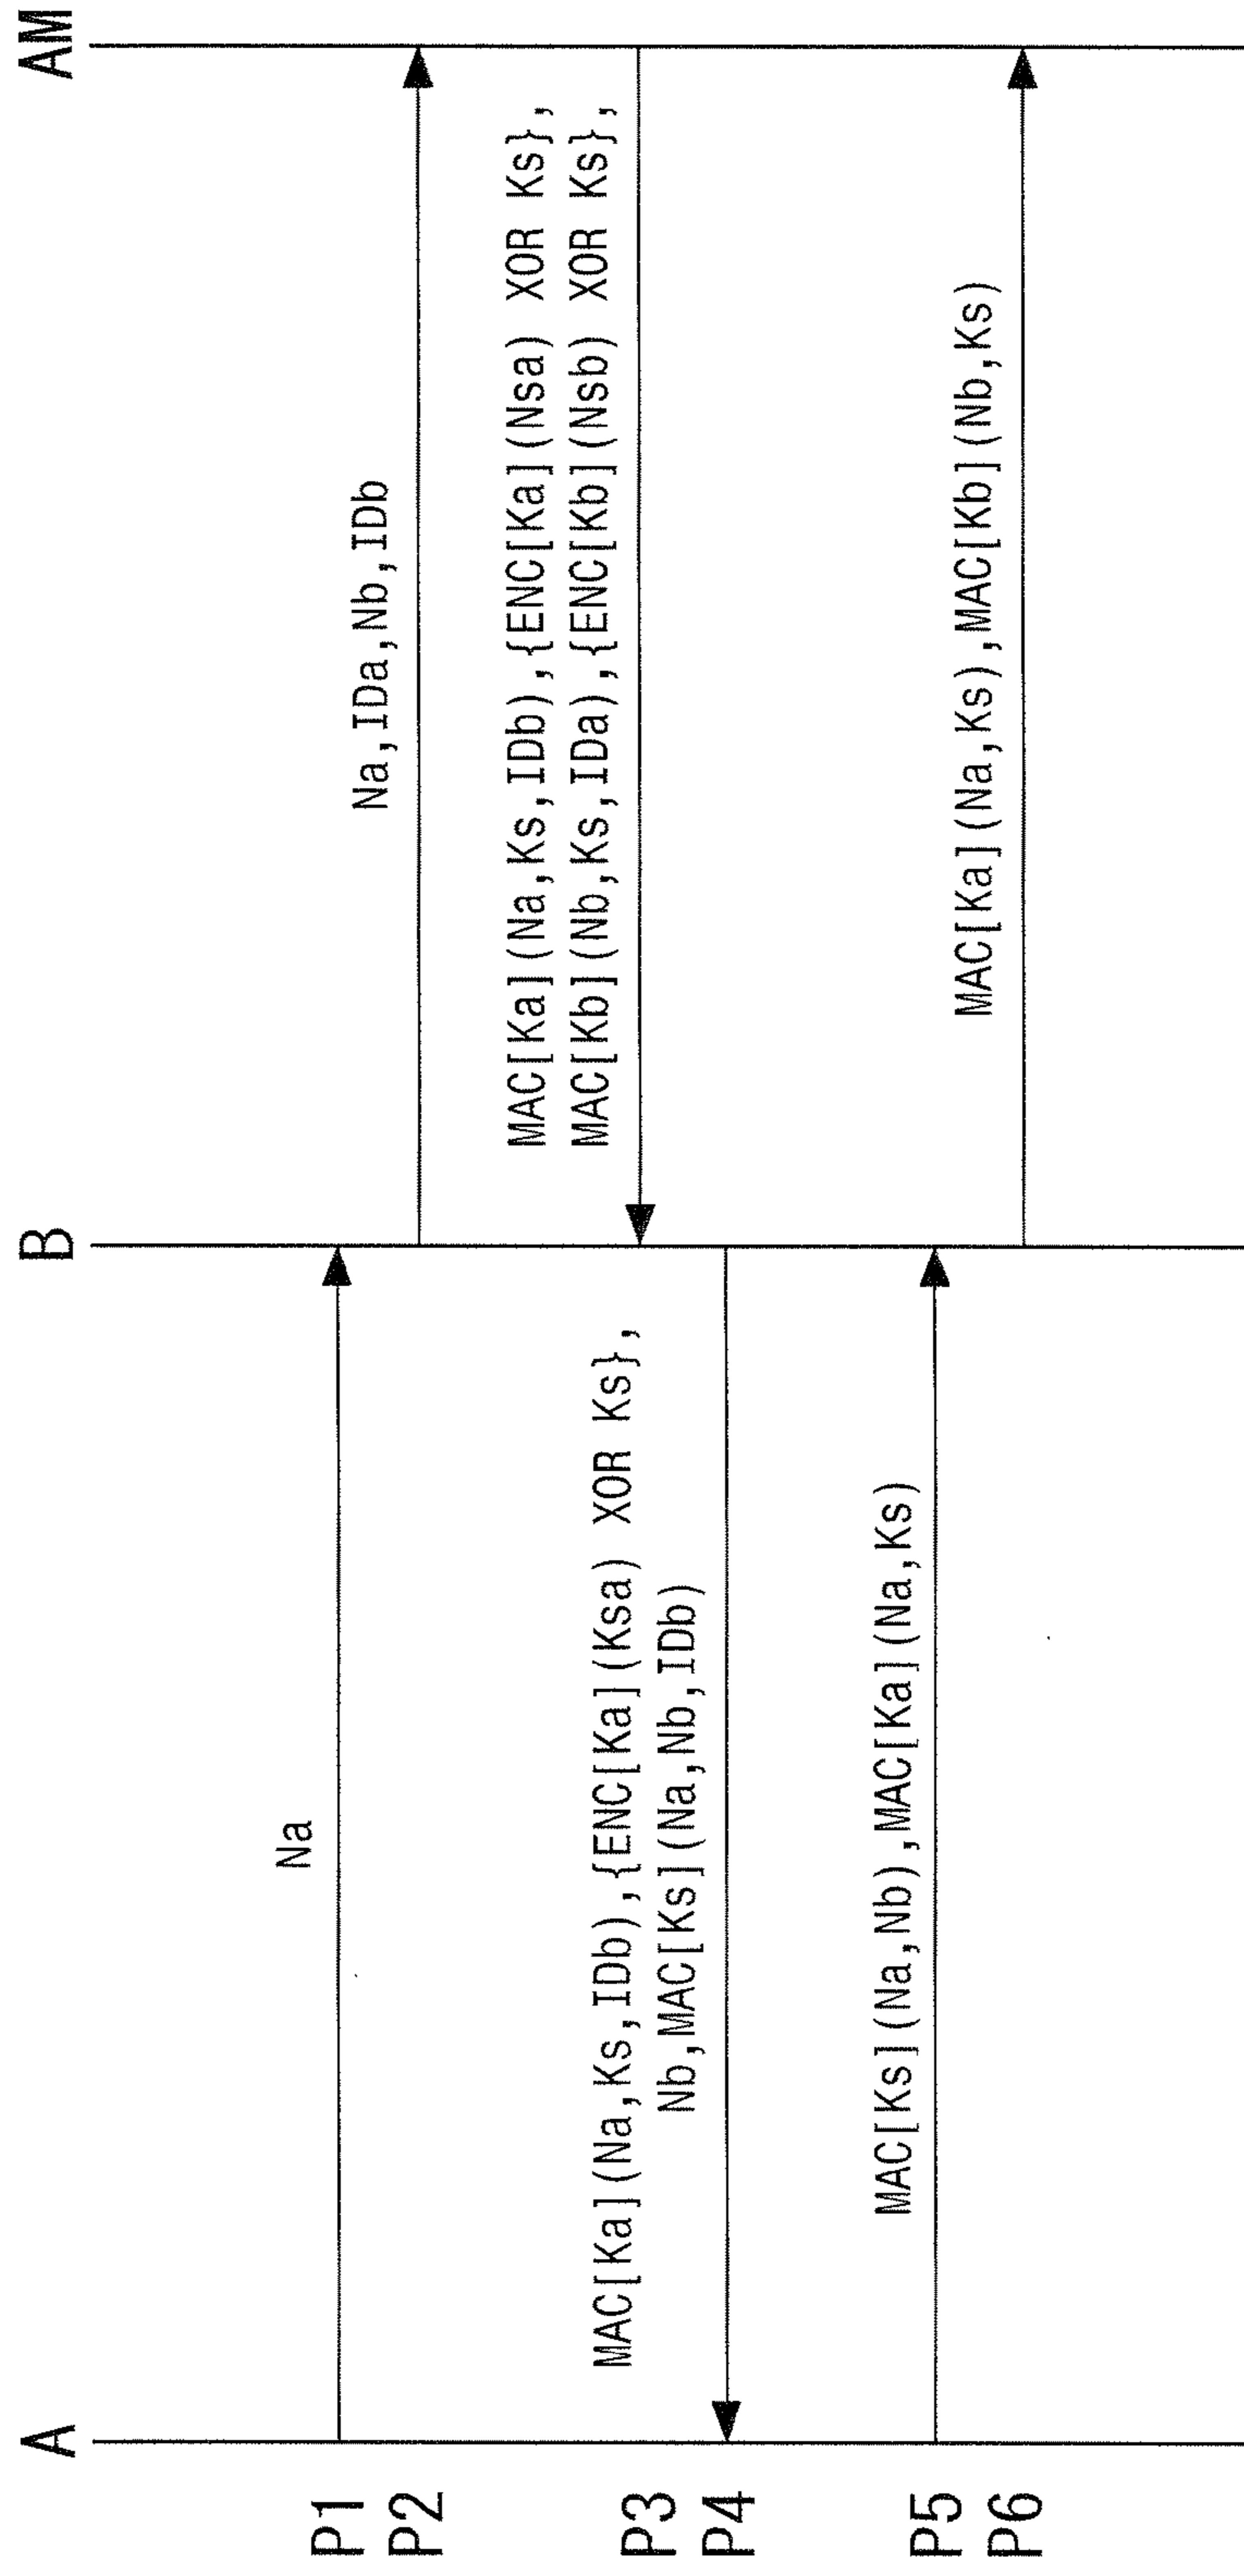 A
B
AM
P1
Na
P2
Na,IDa,Nb,IDb
P3
MAC[Ka](Na,Ks,IDb),{ENC[Ka](Nsa) XOR Ks},
MAC[Kb](Nb,Ks,IDa),{ENC[Kb](Nsb) XOR Ks},
P4
MAC[Ka](Na,Ks,IDb),{ENC[Ka](Ksa) XOR Ks},
Nb,MAC[Ks](Na,Nb,IDb)
P5
MAC[Ks](Na,Nb),MAC[Ka](Na,Ks)
P6
MAC[Ka](Na,Ks),MAC[Kb](Nb,Ks)